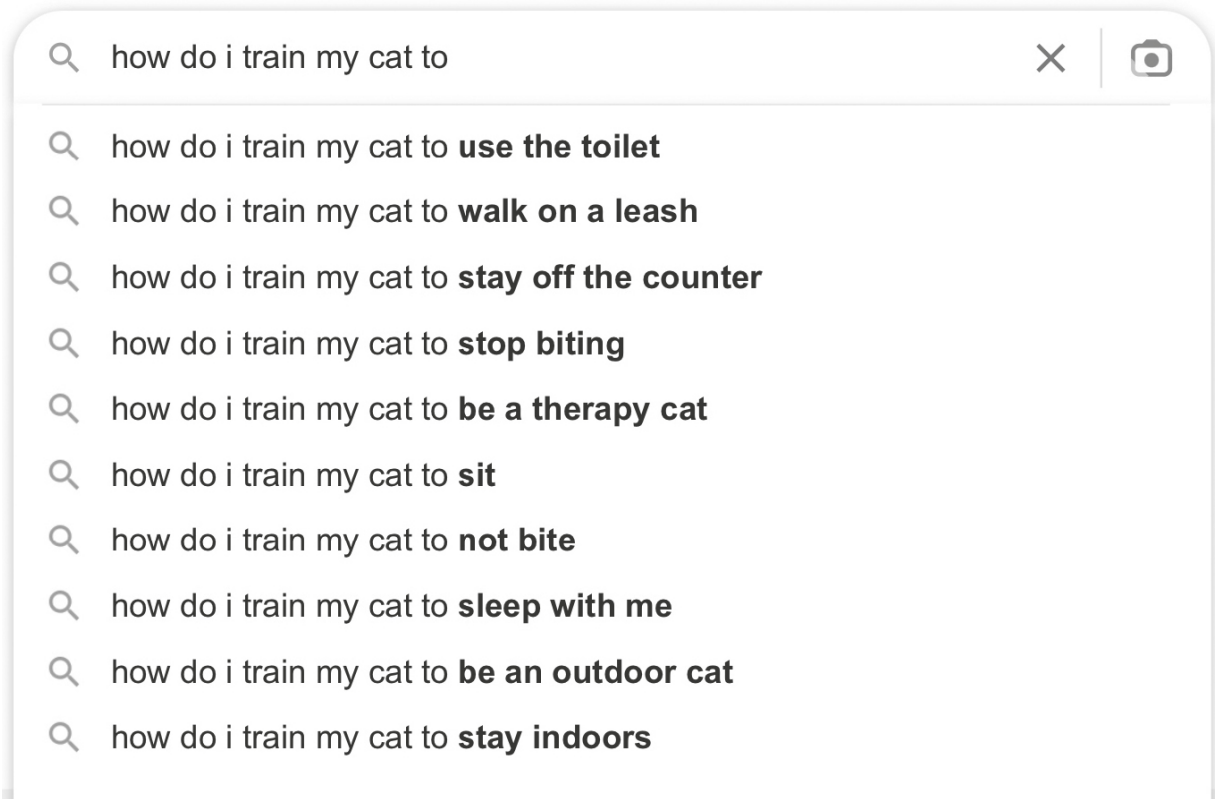 how do i train my cat to
how do i train my cat to use the toilet
how do i train my cat to walk on a leash
how do i train my cat to stay off the counter
how do i train my cat to stop biting
how do i train my cat to be a therapy cat
how do i train my cat to sit
how do i train my cat to not bite
how do i train my cat to sleep with me
how do i train my cat to be an outdoor cat
how do i train my cat to stay indoors